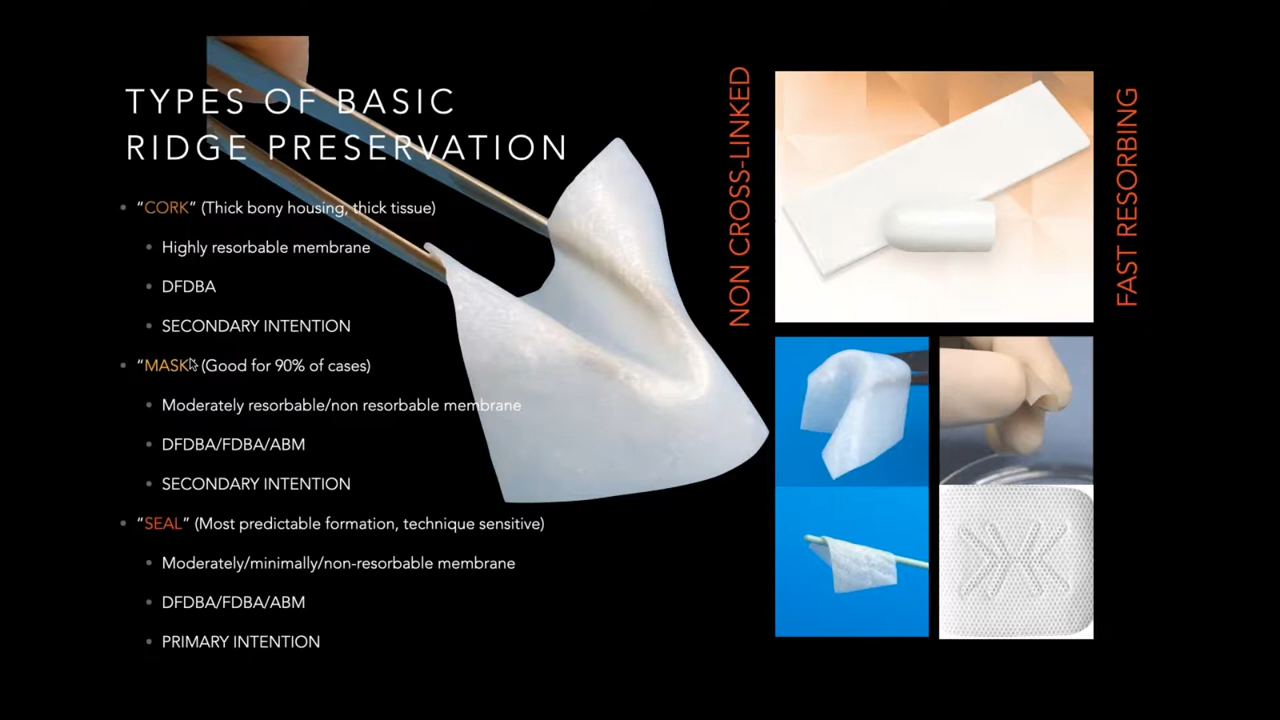 TYPES OF BASIC
RIDGE PRESERVATION
“CORK” (Thick bony housing, thick tissue)
Highly resorbable membrane
DFDBA
SECONDARY INTENTION
“MASK” (Good for 90% of cases)
Moderately resorbable/non resorbable membrane
DFDBA/FDBA/ABM
SECONDARY INTENTION
“SEAL” (Most predictable formation, technique sensitive)
Moderately/minimally/non-resorbable membrane
DFDBA/FDBA/ABM
PRIMARY INTENTION
NON CROSS-LINKED
FAST RESORBING